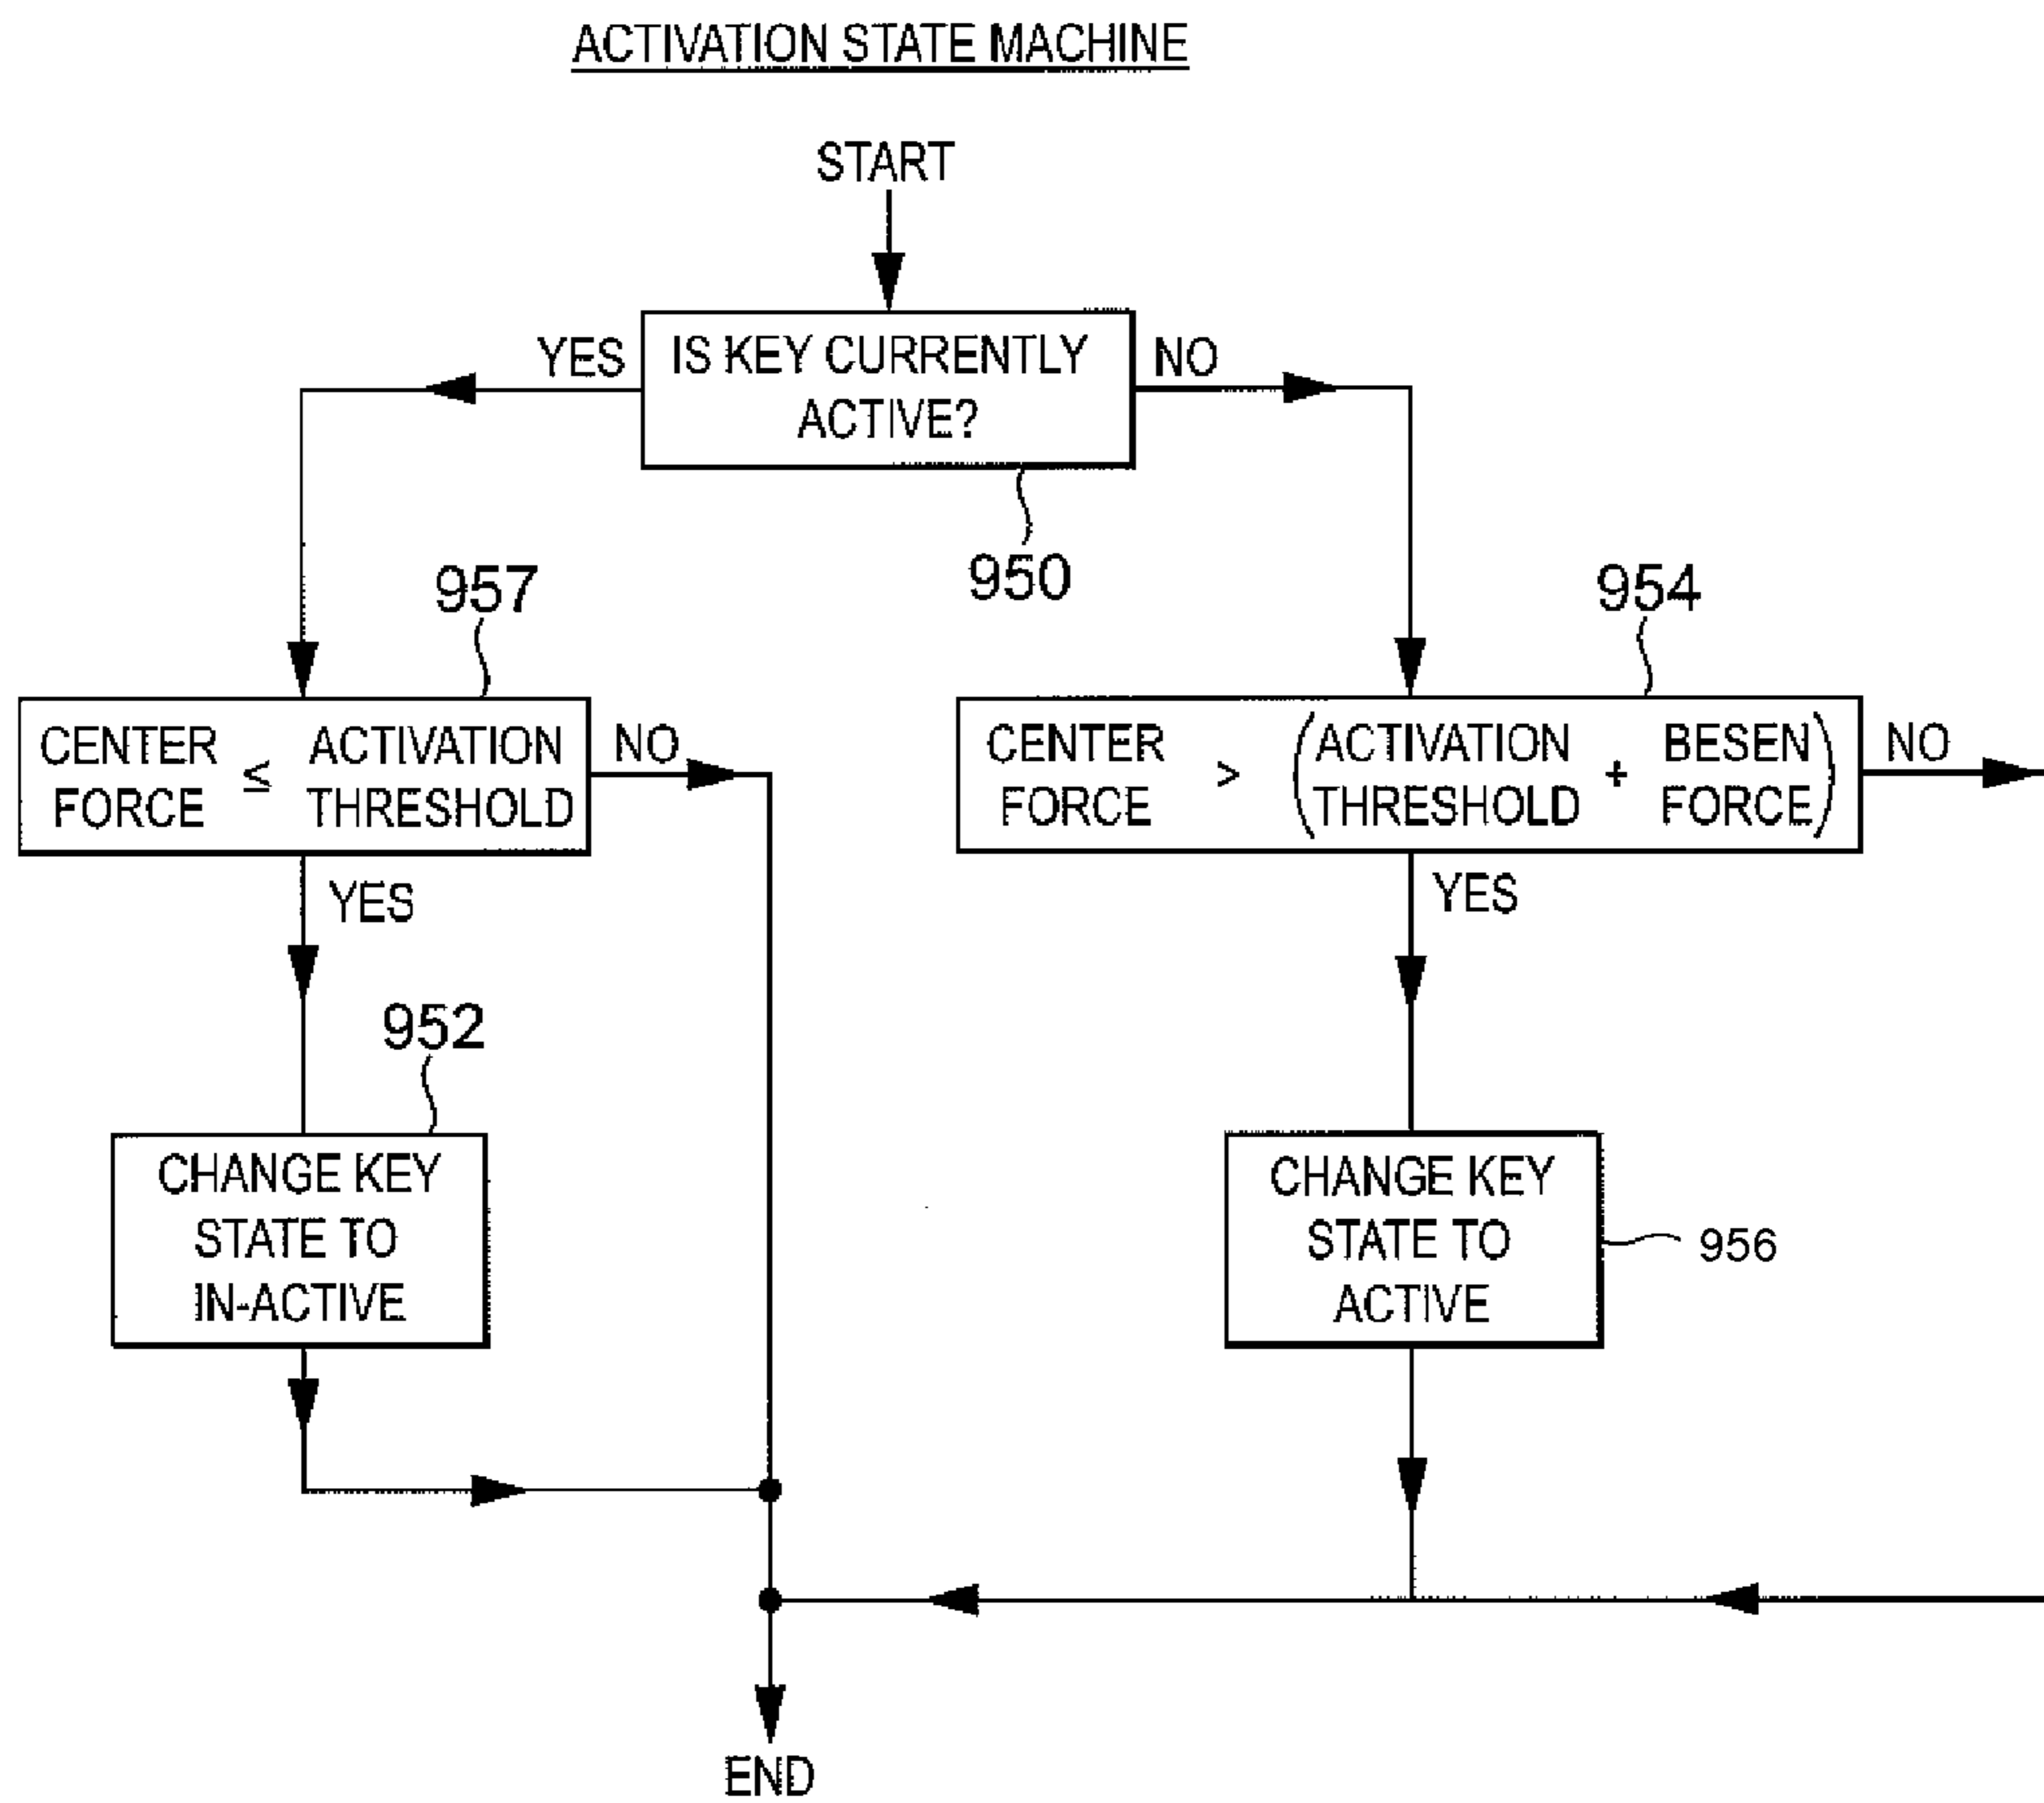 ACTIVATION STATE MACHINE
START
YES
IS KEY CURRENTLY
ACTIVE?
NO
950
957
954
CENTER
FORCE
≤
ACTIVATION
THRESHOLD
NO
CENTER
FORCE
>
(ACTIVATION
THRESHOLD
+
BESEN
FORCE)
NO
YES
YES
952
CHANGE KEY
STATE TO
IN-ACTIVE
CHANGE KEY
STATE TO
ACTIVE
956
END